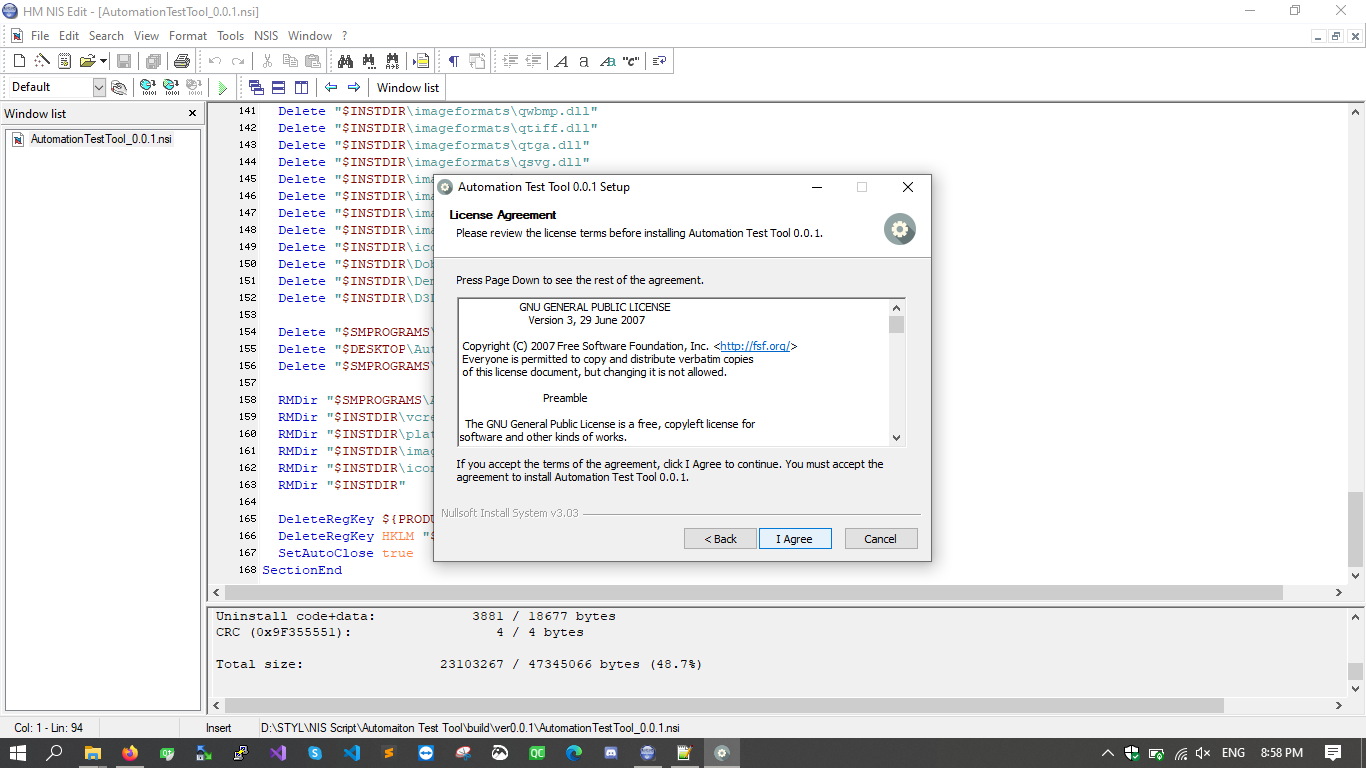 HM NIS Edit - [AutomationTestTool_0.0.1.nsi]
File Edit Search View Format Tools NSIS Window ?
Default
Window list
Window list
AutomationTestTool_0.0.1.nsi
141 Delete "$INSTDIR\imageformats\qwbmp.dll"
142 Delete "$INSTDIR\imageformats\qtiff.dll"
143 Delete "$INSTDIR\imageformats\qtga.dll"
144 Delete "$INSTDIR\imageformats\qsvg.dll"
145 Delete "$INSTDIR\ima
146 Delete "$INSTDIR\ima
147 Delete "$INSTDIR\ima
148 Delete "$INSTDIR\ima
149 Delete "$INSTDIR\ico
150 Delete "$INSTDIR\Do
151 Delete "$INSTDIR\De
152 Delete "$INSTDIR\D3
153
154 Delete "$SMPROGRAMS\
155 Delete "$DESKTOP\Aut
156 Delete "$SMPROGRAMS\
157
158 RMDir "$SMPROGRAMS\A
159 RMDir "$INSTDIR\vcre
160 RMDir "$INSTDIR\plat
161 RMDir "$INSTDIR\imag
162 RMDir "$INSTDIR\icon
163 RMDir "$INSTDIR"
164
165 DeleteRegKey ${PRODU
166 DeleteRegKey HKLM "$
167 SetAutoClose true
168 SectionEnd
Automation Test Tool 0.0.1 Setup
License Agreement
Please review the license terms before installing Automation Test Tool 0.0.1.
Press Page Down to see the rest of the agreement.
GNU GENERAL PUBLIC LICENSE
Version 3, 29 June 2007
Copyright (C) 2007 Free Software Foundation, Inc. <http://fsf.org/>
Everyone is permitted to copy and distribute verbatim copies
of this license document, but changing it is not allowed.
Preamble
The GNU General Public License is a free, copyleft license for
software and other kinds of works.
If you accept the terms of the agreement, click I Agree to continue. You must accept the
agreement to install Automation Test Tool 0.0.1.
Nullsoft Install System v3.03
< Back I Agree Cancel
Uninstall code+data: 3881 / 18677 bytes
CRC (0x9F355551): 4 / 4 bytes
Total size: 23103267 / 47345066 bytes (48.7%)
Col: 1 - Lin: 94 Insert D:\STYL\NIS Script\Automaiton Test Tool\build\ver0.0.1\AutomationTestTool_0.0.1.nsi
ENG 8:58 PM